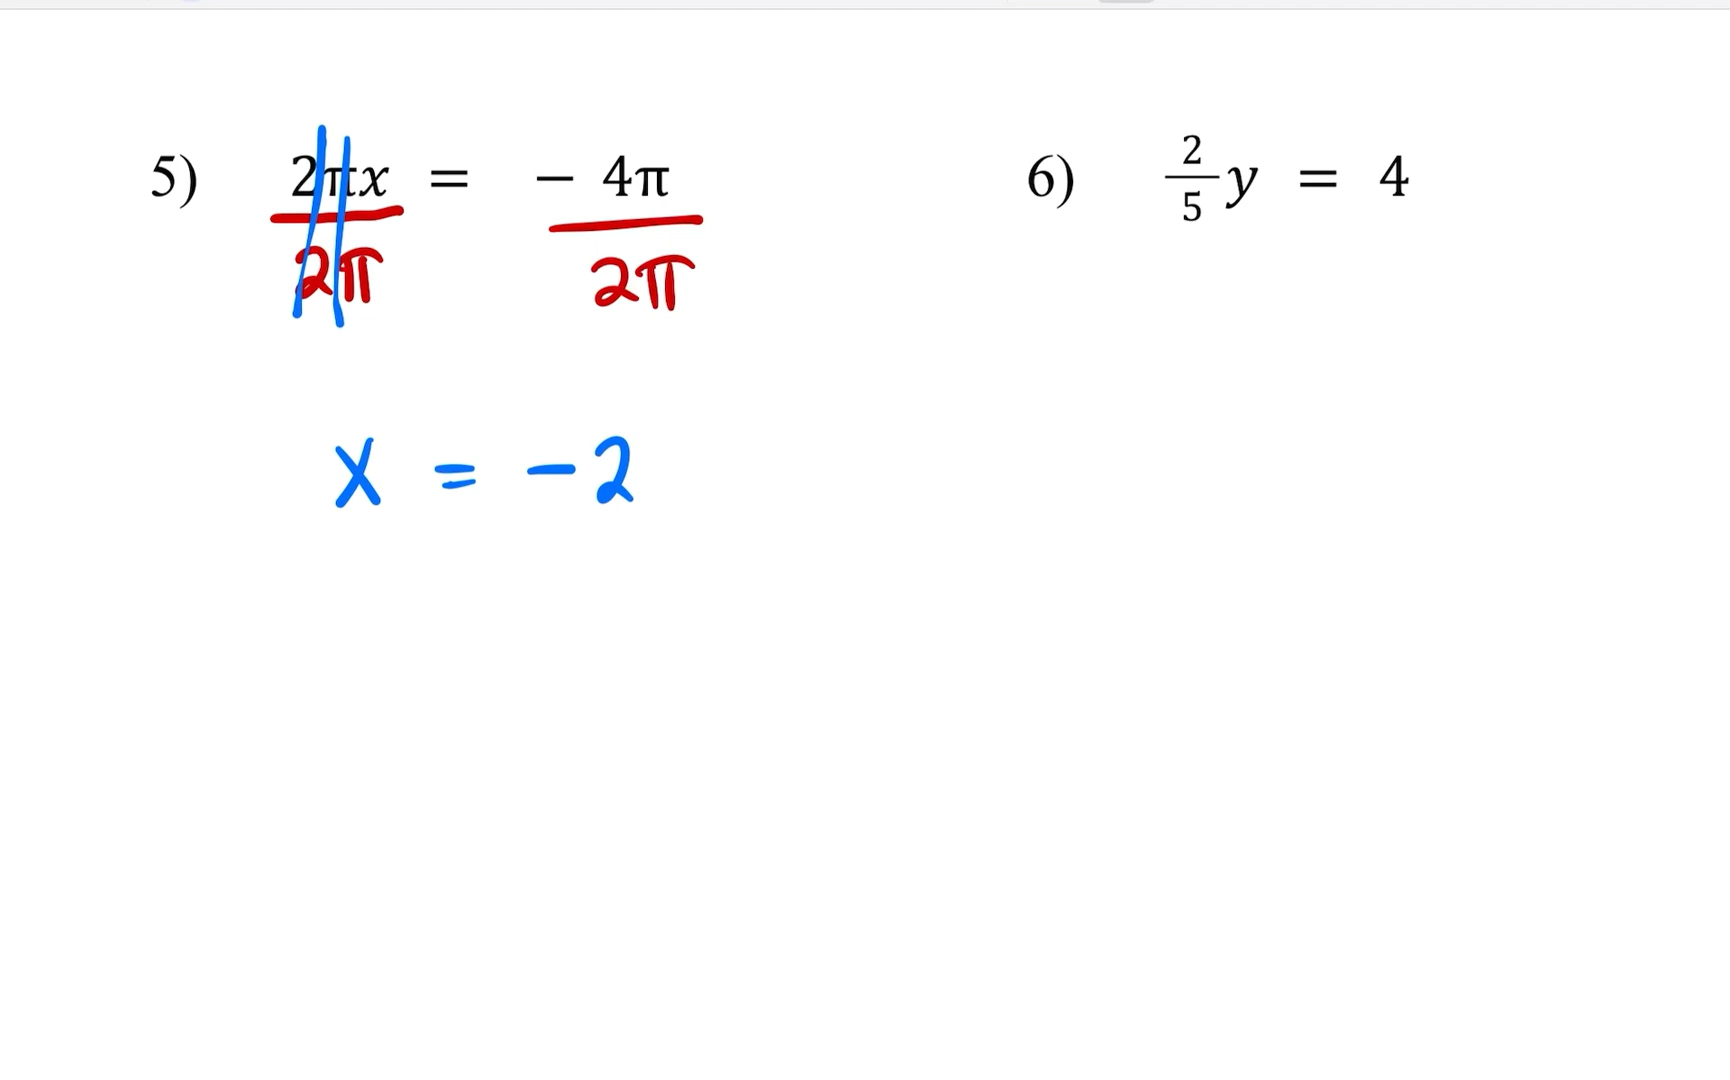 5) 2πx = − 4π
2π 2π
x = −2
6) 2/5 y = 4